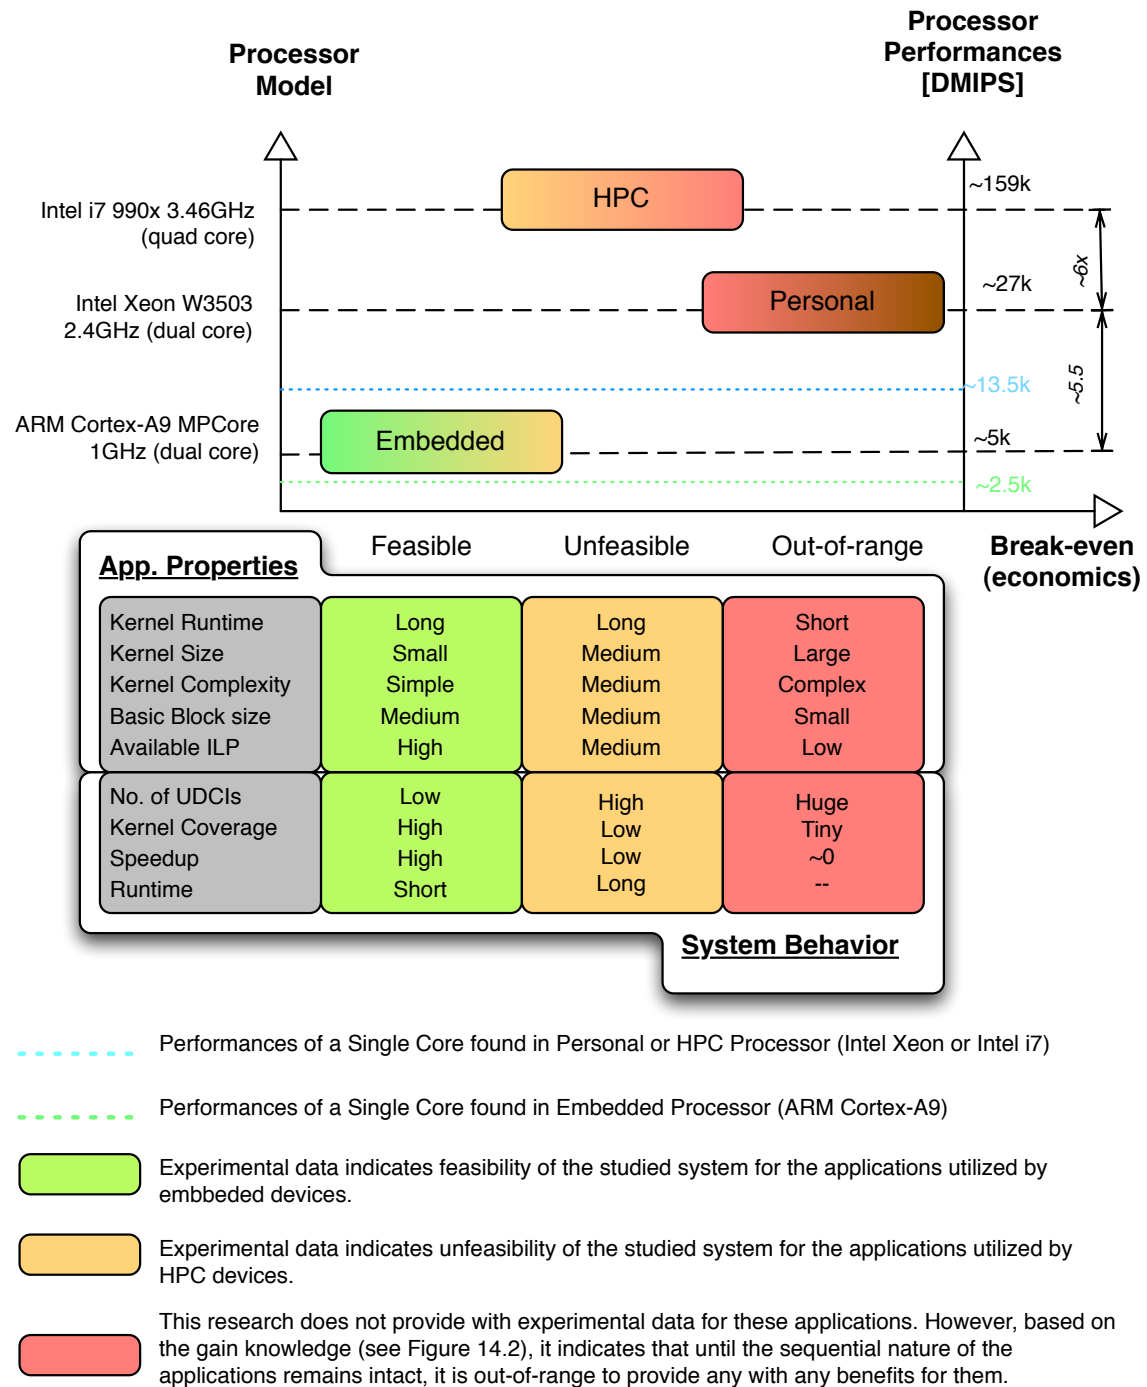 Processor
Model
Processor
Performances
[DMIPS]
Intel i7 990x 3.46GHz
(quad core)
HPC
~159k
~6x
Intel Xeon W3503
2.4GHz (dual core)
Personal
~27k
~13.5k
~5.5
ARM Cortex-A9 MPCore
1GHz (dual core)
Embedded
~5k
~2.5k
Feasible
Unfeasible
Out-of-range
Break-even
(economics)
App. Properties
Kernel Runtime Long Long Short
Kernel Size Small Medium Large
Kernel Complexity Simple Medium Complex
Basic Block size Medium Medium Small
Available ILP High Medium Low
No. of UDCIs Low High Huge
Kernel Coverage High Low Tiny
Speedup High Low ~0
Runtime Short Long --
System Behavior
Performances of a Single Core found in Personal or HPC Processor (Intel Xeon or Intel i7)
Performances of a Single Core found in Embedded Processor (ARM Cortex-A9)
Experimental data indicates feasibility of the studied system for the applications utilized by
embbeded devices.
Experimental data indicates unfeasibility of the studied system for the applications utilized by
HPC devices.
This research does not provide with experimental data for these applications. However, based on
the gain knowledge (see Figure 14.2), it indicates that until the sequential nature of the
applications remains intact, it is out-of-range to provide any with any benefits for them.